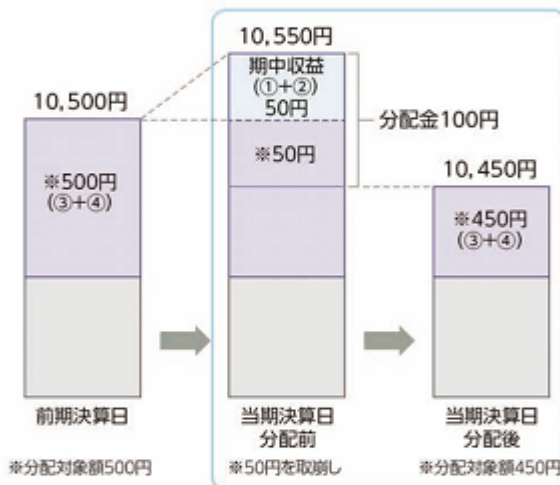 10,550円
期中収益
(①+②)
50円
10,500円
分配金100円
※50円
※500円
(③+④)
10,450円
※450円
(③+④)
前期決算日
当期決算日
分配前
当期決算日
分配後
※分配対象額500円
※50円を取崩し
※分配対象額450円